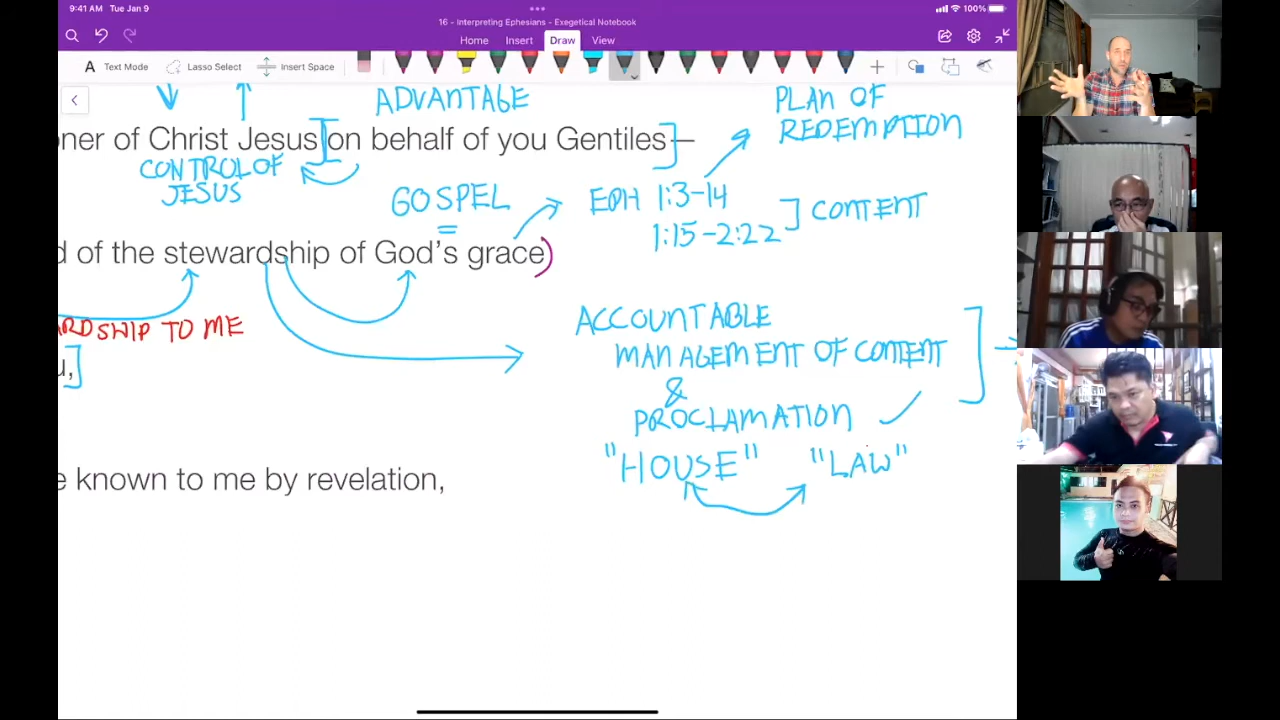 9:41 AM Tue Jan 9
100%
16 - Interpreting Ephesians - Exegetical Notebook
Home Insert Draw View
A Text Mode Lasso Select Insert Space
ADVANTAGE
PLAN OF
REDEMPTION
oner of Christ Jesus on behalf of you Gentiles—
CONTROL OF
JESUS
GOSPEL
EPH 1:3-14
1:15-2:22
CONTENT
d of the stewardship of God's grace)
ARDSHIP TO ME
u,
ACCOUNTABLE
MANAGEMENT OF CONTENT
&
PROCLAMATION
"HOUSE" "LAW"
e known to me by revelation,